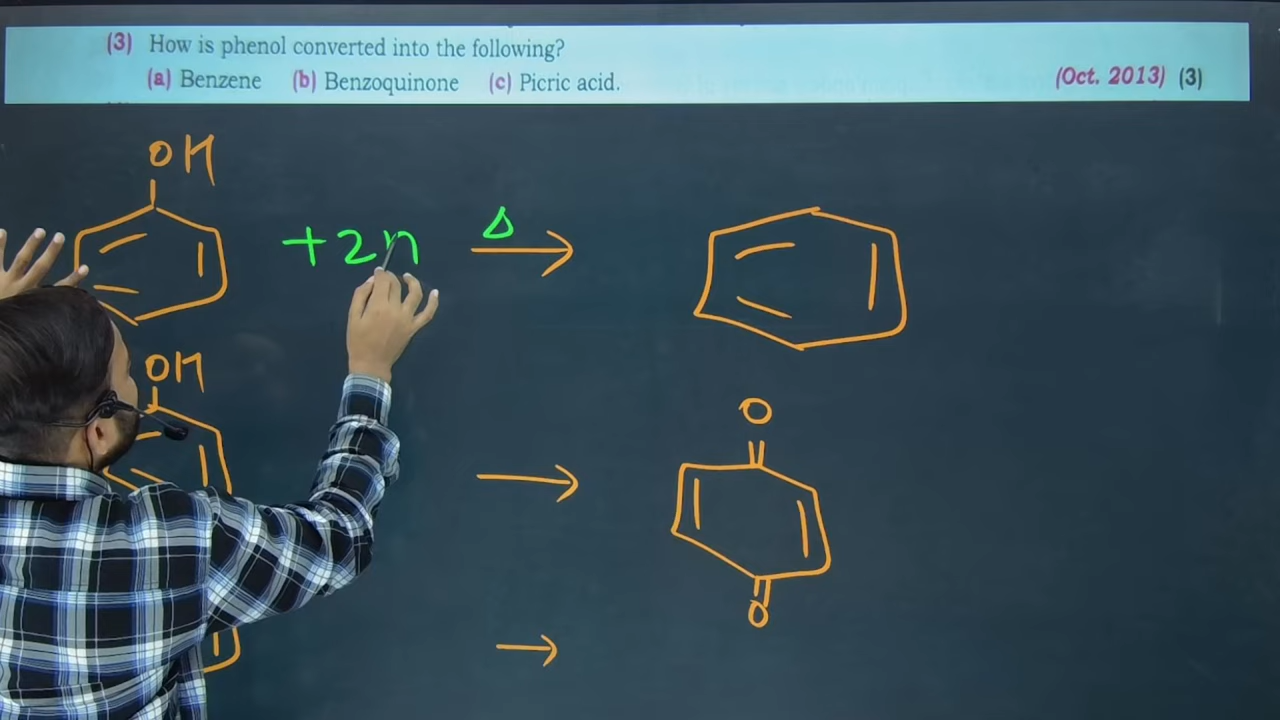 (3) How is phenol converted into the following?
(a) Benzene (b) Benzoquinone (c) Picric acid. (Oct. 2013) (3)
OH
+2n Δ
OH
O
O